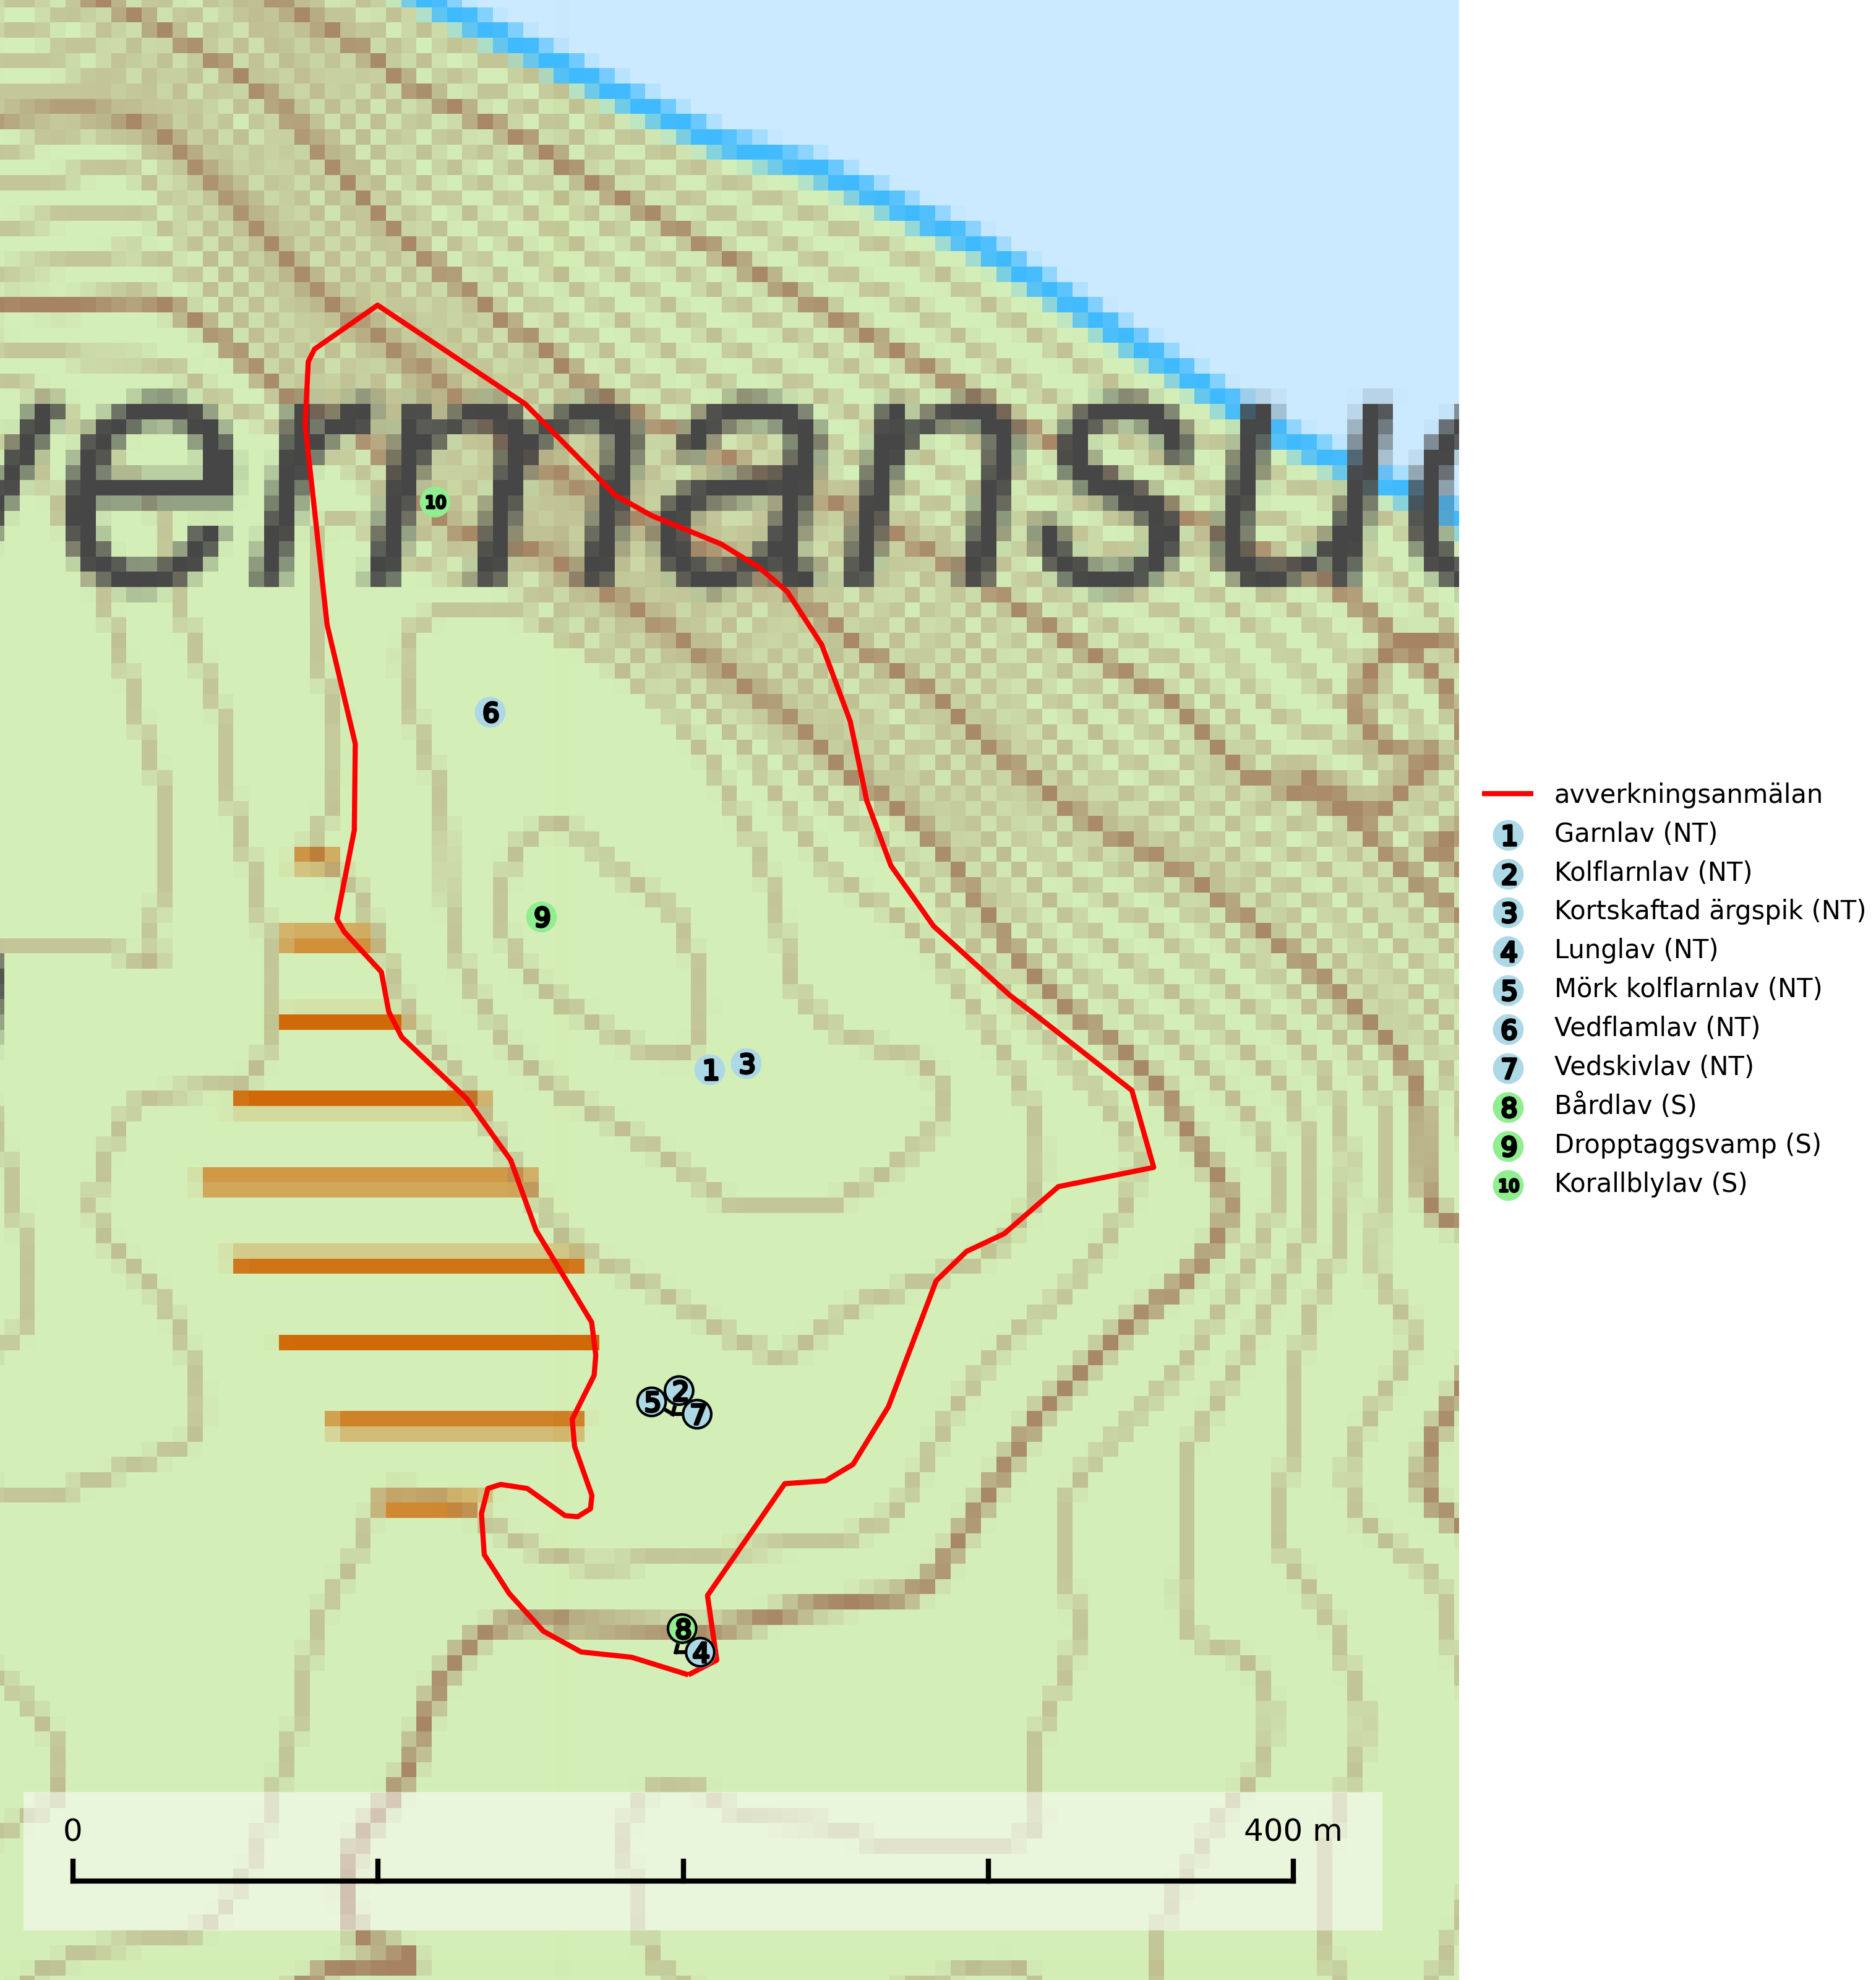 vermansu
10
6
9
1 3
5 2 7
8
4
0 400 m
avverkningsanmälan
1 Garnlav (NT)
2 Kolflarnlav (NT)
3 Kortskaftad ärgspik (NT)
4 Lunglav (NT)
5 Mörk kolflarnlav (NT)
6 Vedflamlav (NT)
7 Vedskivlav (NT)
8 Bårdlav (S)
9 Dropptaggsvamp (S)
10 Korallblylav (S)